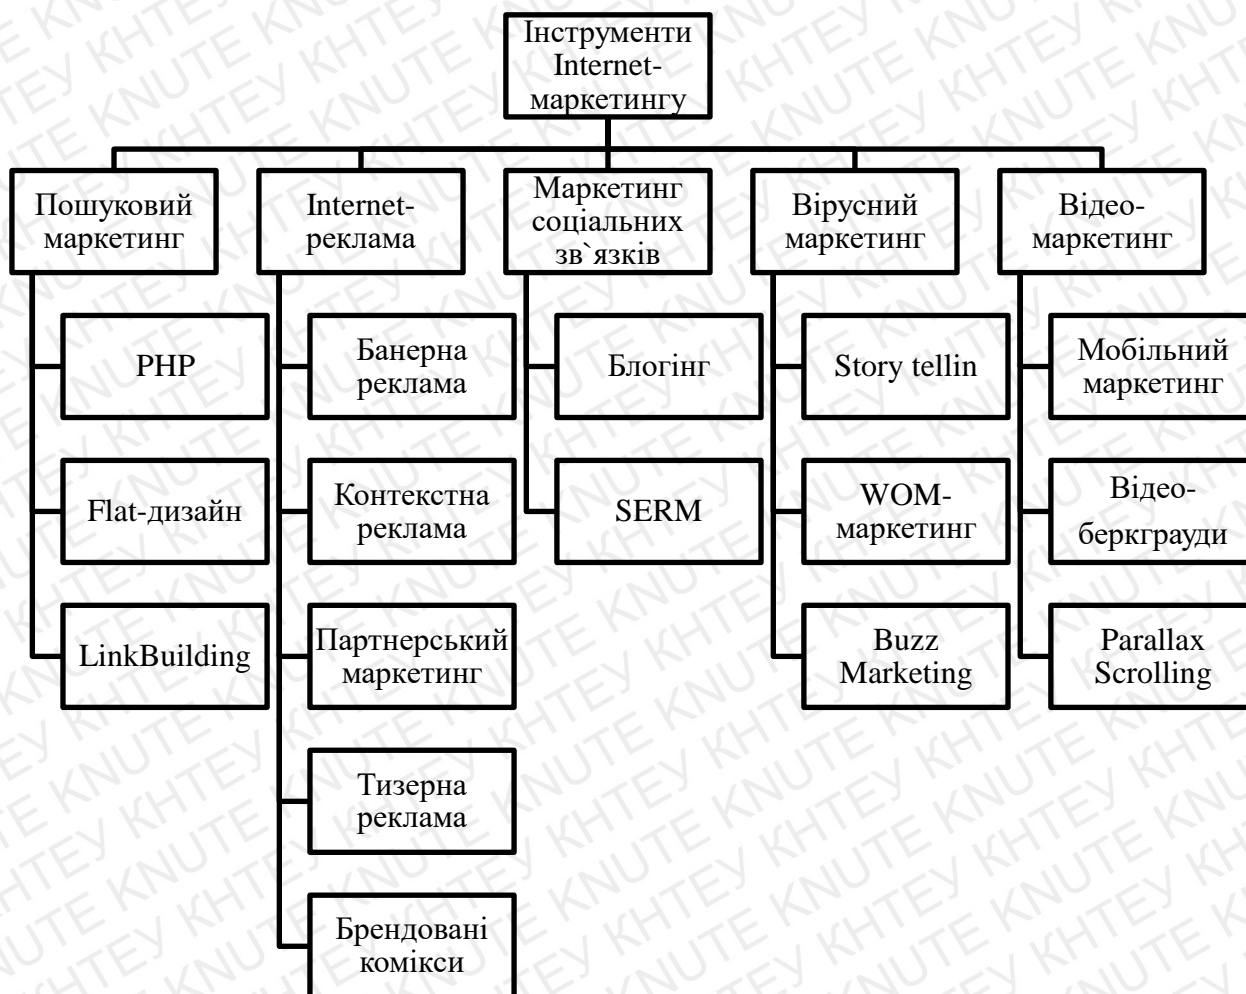 Інструменти
Internet-
маркетингу
Пошуковий
маркетинг
PHP
Flat-дизайн
LinkBuilding
Internet-
реклама
Банерна
реклама
Контекстна
реклама
Партнерський
маркетинг
Тизерна
реклама
Брендовані
комікси
Маркетинг
соціальних
зв`язків
Блогінг
SERM
Вірусний
маркетинг
Story tellin
WOM-
маркетинг
Buzz
Marketing
Відео-
маркетинг
Мобільний
маркетинг
Відео-
беркграуди
Parallax
Scrolling